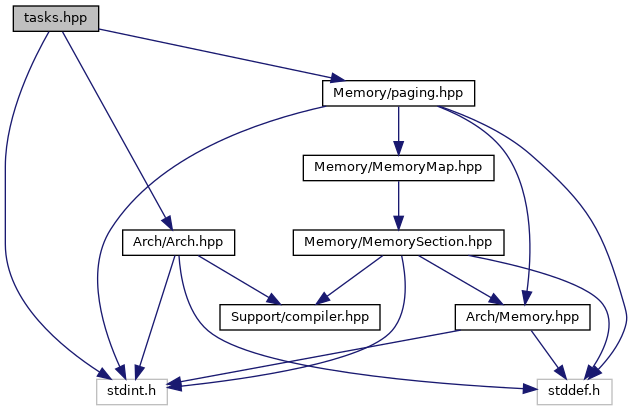 tasks.hpp
Memory/paging.hpp
Memory/MemoryMap.hpp
Arch/Arch.hpp
Memory/MemorySection.hpp
Support/compiler.hpp
Arch/Memory.hpp
stdint.h
stddef.h